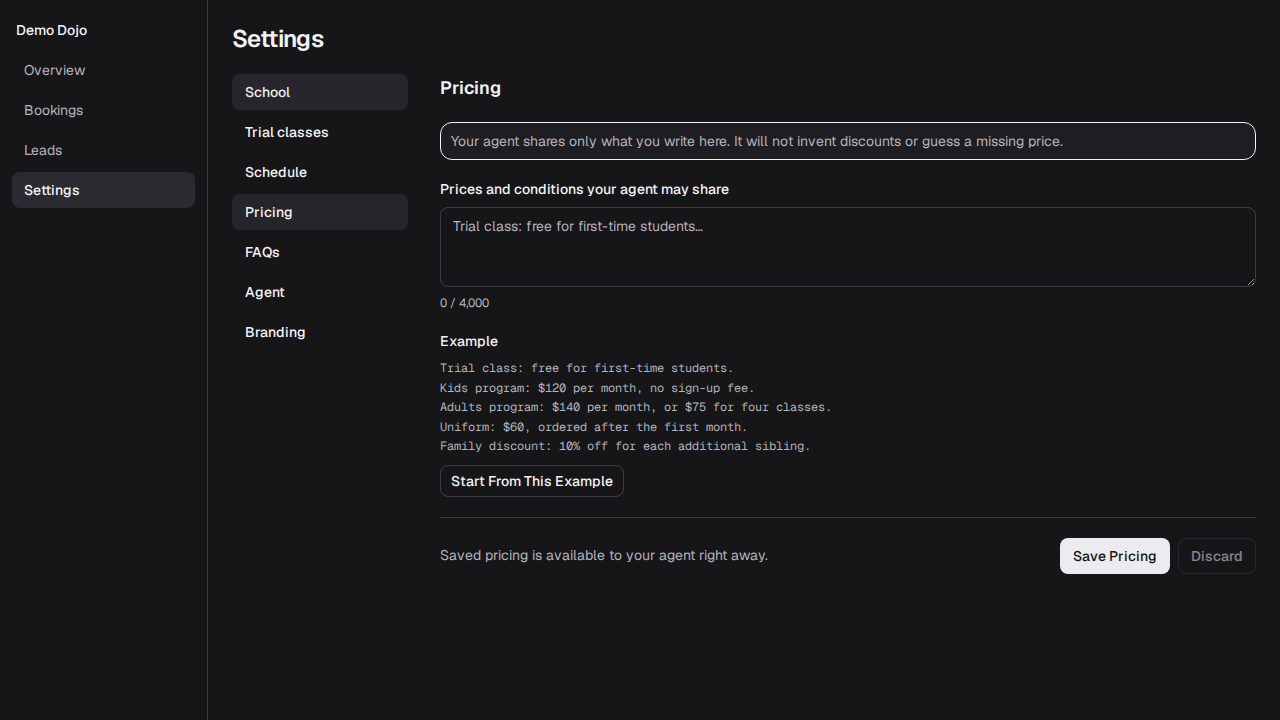 Demo Dojo
Overview
Bookings
Leads
Settings
Settings
School
Trial classes
Schedule
Pricing
FAQs
Agent
Branding
Pricing
Your agent shares only what you write here. It will not invent discounts or guess a missing price.
Prices and conditions your agent may share
Trial class: free for first-time students…
0 / 4,000
Example
Trial class: free for first-time students.
Kids program: $120 per month, no sign-up fee.
Adults program: $140 per month, or $75 for four classes.
Uniform: $60, ordered after the first month.
Family discount: 10% off for each additional sibling.
Start From This Example
Saved pricing is available to your agent right away.
Save Pricing
Discard